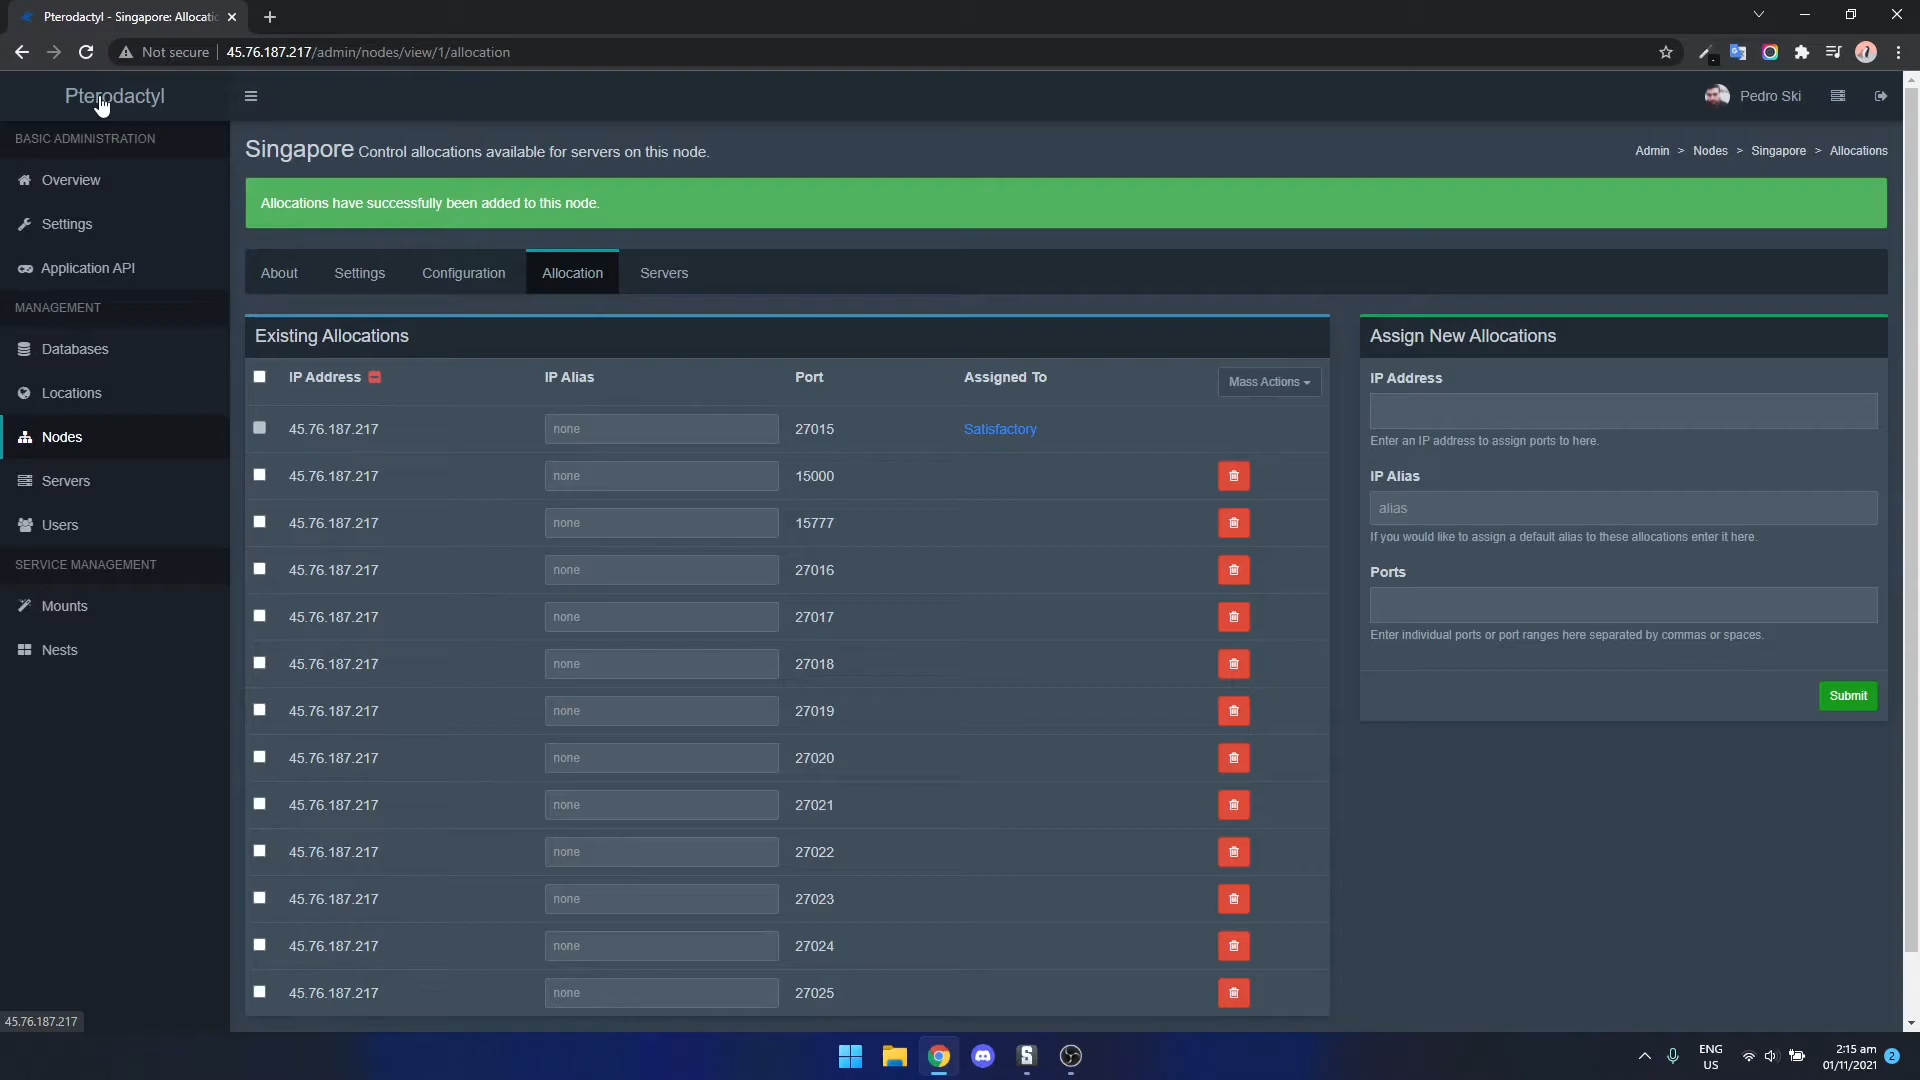 Pterodactyl - Singapore: Allocatio
Not secure
45.76.187.217/admin/nodes/view/1/allocation
Pterodactyl
Pedro Ski
BASIC ADMINISTRATION
Overview
Settings
Application API
MANAGEMENT
Databases
Locations
Nodes
Servers
Users
SERVICE MANAGEMENT
Mounts
Nests
Singapore Control allocations available for servers on this node.
Admin > Nodes > Singapore > Allocations
Allocations have successfully been added to this node.
About Settings Configuration Allocation Servers
Existing Allocations
IP Address IP Alias Port Assigned To Mass Actions
45.76.187.217 none 27015 Satisfactory
45.76.187.217 none 15000
45.76.187.217 none 15777
45.76.187.217 none 27016
45.76.187.217 none 27017
45.76.187.217 none 27018
45.76.187.217 none 27019
45.76.187.217 none 27020
45.76.187.217 none 27021
45.76.187.217 none 27022
45.76.187.217 none 27023
45.76.187.217 none 27024
45.76.187.217 none 27025
Assign New Allocations
IP Address
Enter an IP address to assign ports to here.
IP Alias
alias
If you would like to assign a default alias to these allocations enter it here.
Ports
Enter individual ports or port ranges here separated by commas or spaces.
Submit
45.76.187.217
ENG
US
2:15 am
01/11/2021
2